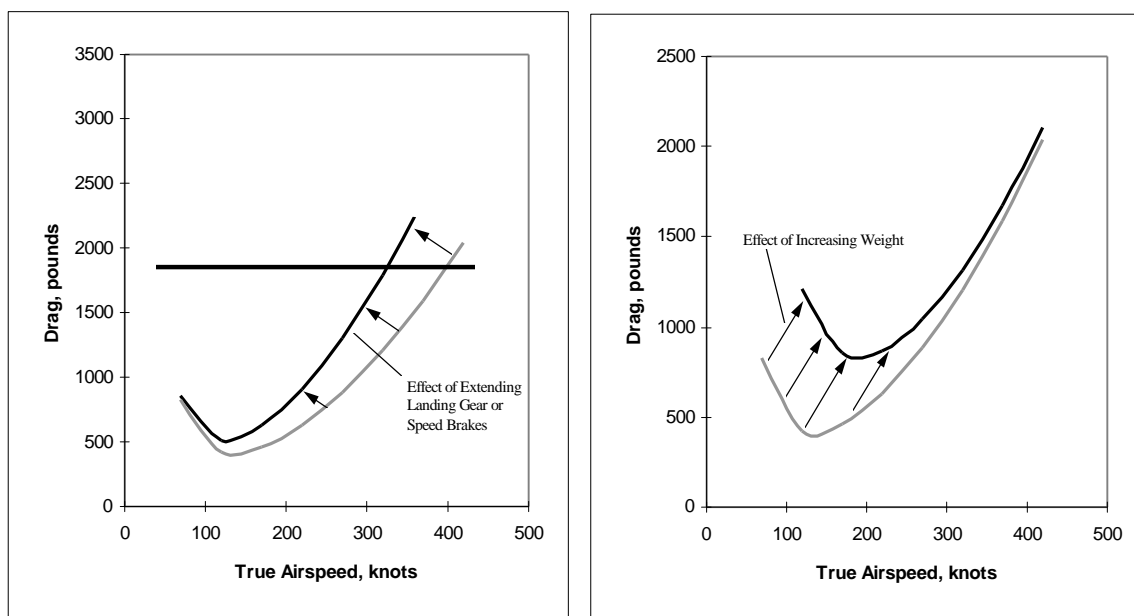 3500
3000
2500
2000
1500
1000
500
0
Drag, pounds
Effect of Extending
Landing Gear or
Speed Brakes
0 100 200 300 400 500
True Airspeed, knots
2500
2000
1500
1000
500
0
Drag, pounds
Effect of Increasing Weight
0 100 200 300 400 500
True Airspeed, knots